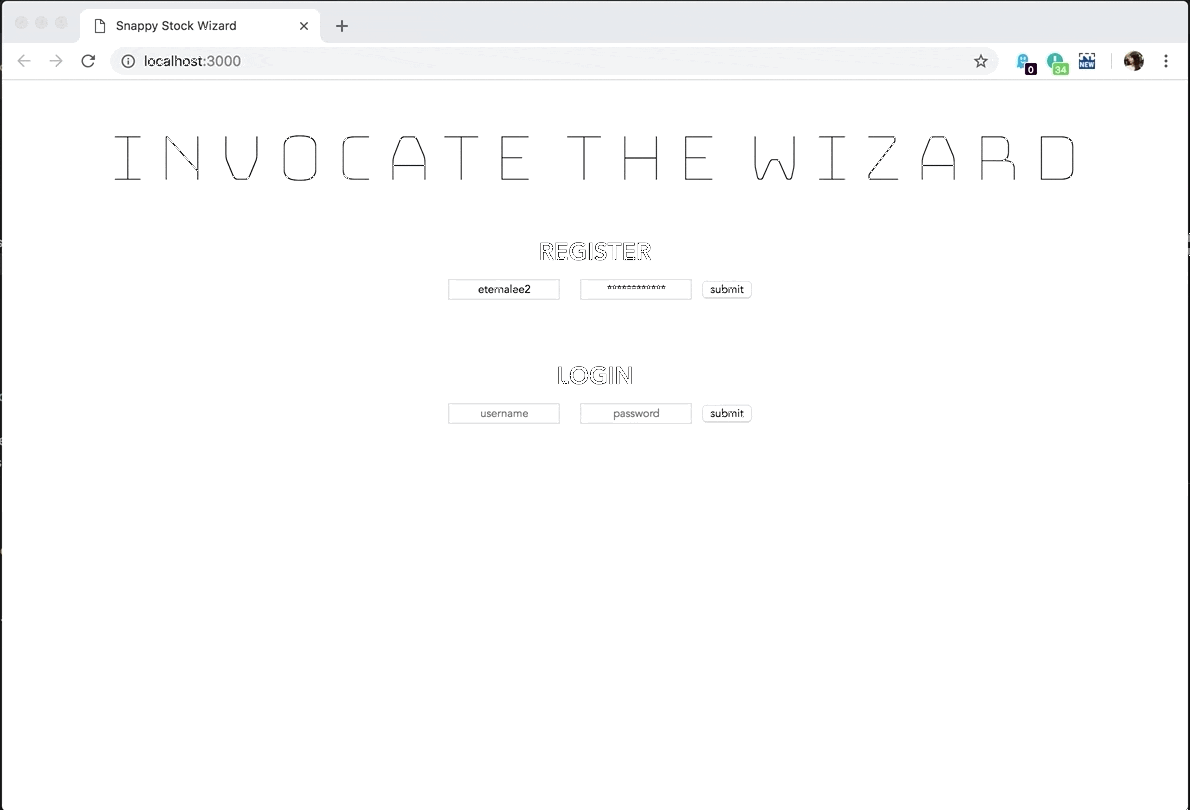 Snappy Stock Wizard
localhost:3000
0
34
NEW
INVOCATE THE WIZARD
REGISTER
eternalee2 ************ submit
LOGIN
username password submit